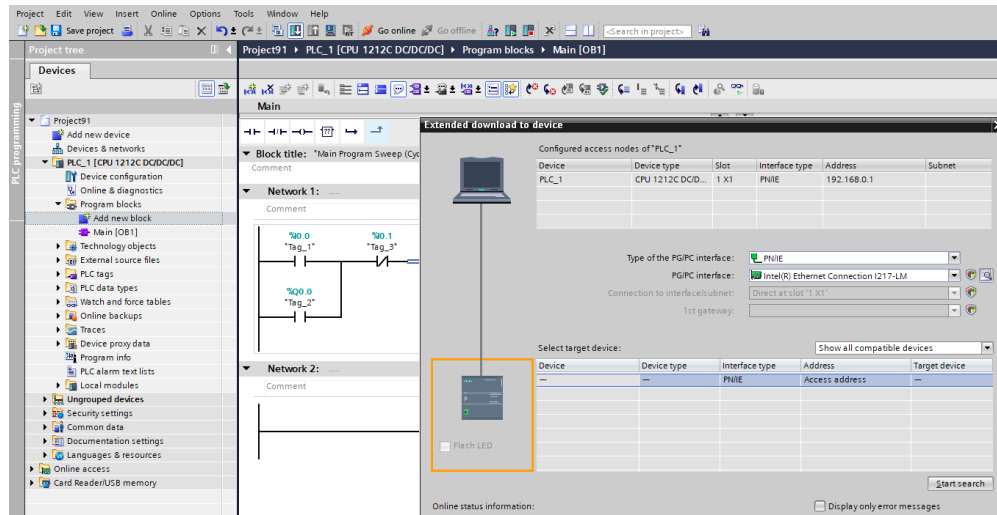 Project Edit View Insert Online Options Tools Window Help
Save project Go online Go offline <Search in project>
Project tree
Project91 ▸ PLC_1 [CPU 1212C DC/DC/DC] ▸ Program blocks ▸ Main [OB1]
Devices
PLC programming
Project91
Add new device
Devices & networks
PLC_1 [CPU 1212C DC/DC/DC]
Device configuration
Online & diagnostics
Program blocks
Add new block
Main [OB1]
Technology objects
External source files
PLC tags
PLC data types
Watch and force tables
Online backups
Traces
Device proxy data
Program info
PLC alarm text lists
Local modules
Ungrouped devices
Security settings
Common data
Documentation settings
Languages & resources
Online access
Card Reader/USB memory
Main
Block title: "Main Program Sweep (Cyc
Comment
Network 1: .....
Comment
%I0.0 %I0.1
"Tag_1" "Tag_3"
%Q0.0
"Tag_2"
Network 2: .....
Comment
Extended download to device
Configured access nodes of "PLC_1"
Device Device type Slot Interface type Address Subnet
PLC_1 CPU 1212C DC/D... 1 X1 PN/IE 192.168.0.1
Type of the PG/PC interface: PN/IE
PG/PC interface: Intel(R) Ethernet Connection I217-LM
Connection to interface/subnet: Direct at slot '1 X1'
1st gateway:
Select target device: Show all compatible devices
Device Device type Interface type Address Target device
— — PN/IE Access address —
Flash LED
Start search
Online status information: Display only error messages